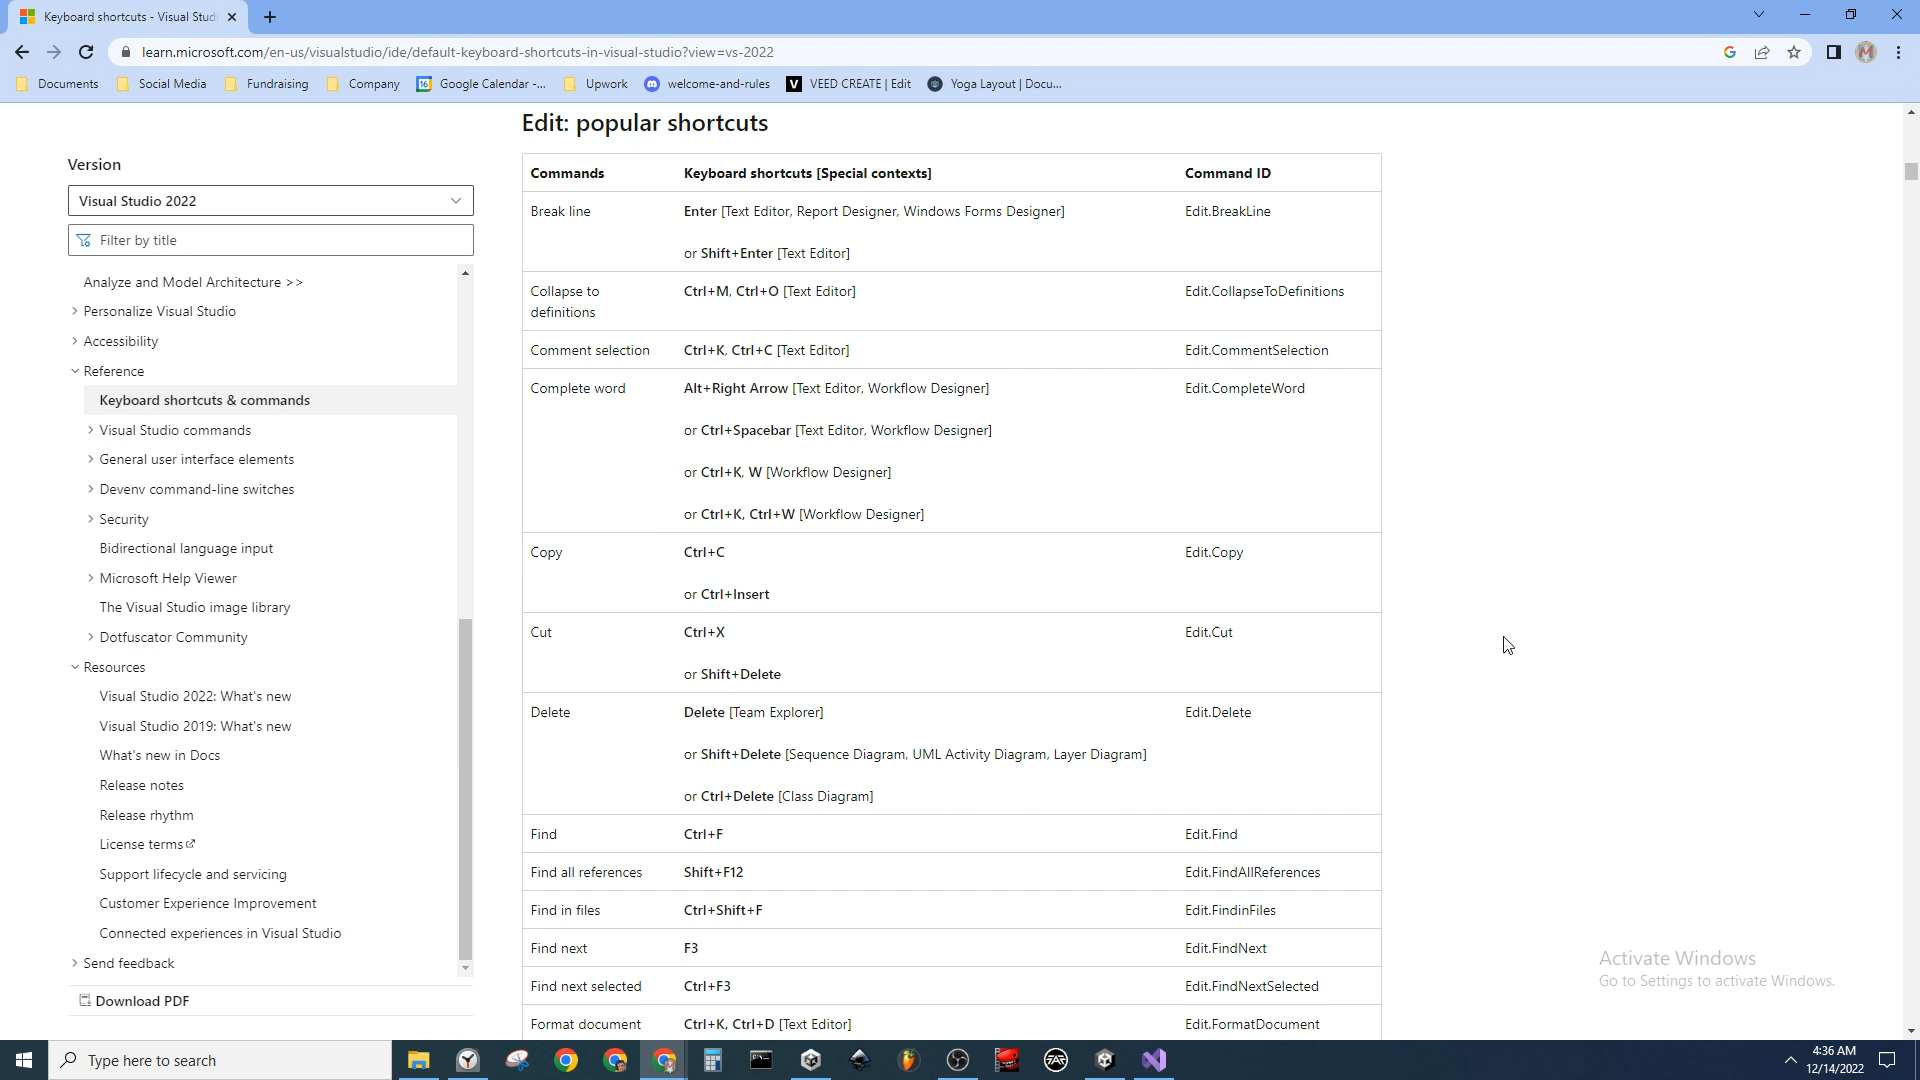 Keyboard shortcuts - Visual Studi
learn.microsoft.com/en-us/visualstudio/ide/default-keyboard-shortcuts-in-visual-studio?view=vs-2022
Documents Social Media Fundraising Company 16 Google Calendar -... Upwork welcome-and-rules V VEED CREATE | Edit Yoga Layout | Docu...
Edit: popular shortcuts
Version
Visual Studio 2022
Filter by title
Analyze and Model Architecture >>
Personalize Visual Studio
Accessibility
Reference
Keyboard shortcuts & commands
Visual Studio commands
General user interface elements
Devenv command-line switches
Security
Bidirectional language input
Microsoft Help Viewer
The Visual Studio image library
Dotfuscator Community
Resources
Visual Studio 2022: What's new
Visual Studio 2019: What's new
What's new in Docs
Release notes
Release rhythm
License terms
Support lifecycle and servicing
Customer Experience Improvement
Connected experiences in Visual Studio
Send feedback
Download PDF
Commands Keyboard shortcuts [Special contexts] Command ID
Break line Enter [Text Editor, Report Designer, Windows Forms Designer] Edit.BreakLine
or Shift+Enter [Text Editor]
Collapse to Ctrl+M, Ctrl+O [Text Editor] Edit.CollapseToDefinitions
definitions
Comment selection Ctrl+K, Ctrl+C [Text Editor] Edit.CommentSelection
Complete word Alt+Right Arrow [Text Editor, Workflow Designer] Edit.CompleteWord
or Ctrl+Spacebar [Text Editor, Workflow Designer]
or Ctrl+K, W [Workflow Designer]
or Ctrl+K, Ctrl+W [Workflow Designer]
Copy Ctrl+C Edit.Copy
or Ctrl+Insert
Cut Ctrl+X Edit.Cut
or Shift+Delete
Delete Delete [Team Explorer] Edit.Delete
or Shift+Delete [Sequence Diagram, UML Activity Diagram, Layer Diagram]
or Ctrl+Delete [Class Diagram]
Find Ctrl+F Edit.Find
Find all references Shift+F12 Edit.FindAllReferences
Find in files Ctrl+Shift+F Edit.FindinFiles
Find next F3 Edit.FindNext
Find next selected Ctrl+F3 Edit.FindNextSelected
Format document Ctrl+K, Ctrl+D [Text Editor] Edit.FormatDocument
Activate Windows
Go to Settings to activate Windows.
Type here to search
4:36 AM
12/14/2022